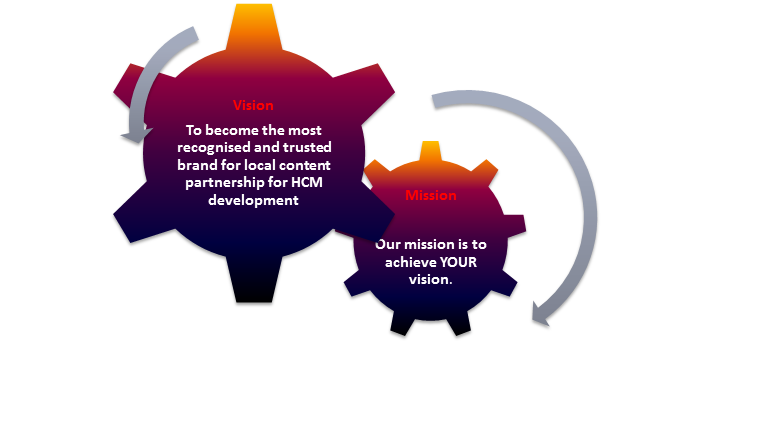 Vision
To become the most
recognised and trusted
brand for local content
partnership for HCM
development
Mission
Our mission is to
achieve YOUR
vision.